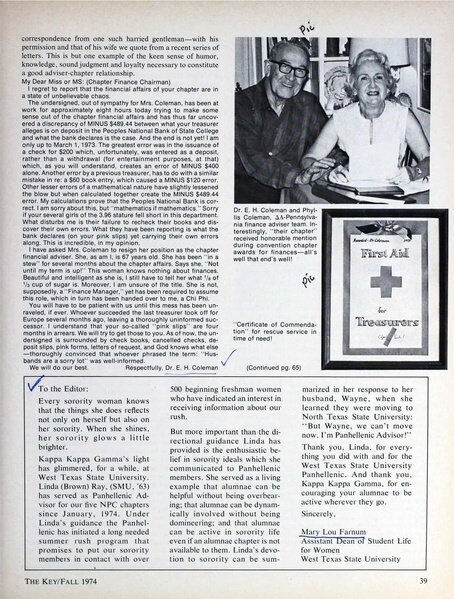 correspondence from one such harried gentleman—with his
permission and that of his wife we quote from a recent series of
letters. This is but one example of the keen sense of humor,
knowledge, sound judgment and loyalty necessary to constitute
a good adviser-chapter relationship.
My Dear Miss or MS: (Chapter Finance Chairman)
I regret to report that the financial affairs of your chapter are in
a state of unbelievable chaos.
The undersigned, out of sympathy for Mrs. Coleman, has been at
work for approximately eight hours today trying to make some
sense out of the chapter financial affairs and has thus far uncov-
ered a discrepancy of MINUS $489.44 between what your treasurer
alleges is on deposit in the Peoples National Bank of State College
and what the bank declares is the case. And the end is not yet! I am
only up to March 1, 1973. The greatest error was in the issuance of
a check for $200 which, unfortunately, was entered as a deposit,
rather than a withdrawal (for entertainment purposes, at that)
which, as you will understand, creates an error of MINUS $400
alone. Another error by a previous treasurer, has to do with a similar
mistake in re: a $60 book entry, which caused a MINUS $120 error.
Other lesser errors of a mathematical nature have slightly lessened
the blow but when calculated together create the MINUS $489.44
error. My calculations prove that the Peoples National Bank is cor-
rect. I am sorry about this, but "mathematics if mathematics." Sorry
if your several girls of the 3.96 stature fell short in this department.
What disturbs me is their failure to recheck their books and dis-
cover their own errors. What they have been reporting is what the
bank declares (on your pink slips) yet carrying their own errors
along. This is incredible, in my opinion.
I have asked Mrs. Coleman to resign her position as the chapter
financial adviser. She, as am I, is 67 years old. She has been "in a
stew" for several months about the chapter affairs. Says she, "Not
until my term is up!" This woman knows nothing about finances.
Beautiful and intelligent as she is, I still have to tell her what ⅛ of
½ cup of sugar is. Moreover, I am unsure of the title. She is not,
supposedly, a "Finance Manager," yet has been required to assume
this role, which in turn has been handed over to me, a Chi Phi.
You will have to be patient with us until this mess has been un-
raveled, if ever. Whoever succeeded the last treasurer took off for
Europe several months ago, leaving a thoroughly uninformed suc-
cessor. I understand that your so-called "pink slips" are four
months in arrears. We will try to get those to you. As of now, the un-
dersigned is surrounded by check books, cancelled checks, de-
posit slips, pink forms, letters of request, and God knows what else
—thoroughly convinced that whoever phrased the term: "Hus-
bands are a sorry lot" was well-informed.
We will do our best. Respectfully, Dr. E. H. Coleman
Pic
Dr. E. H. Coleman and Phyl-
lis Coleman, ΔΑ-Pennsylva-
nia finance adviser team. In-
terestingly, "their chapter"
received honorable mention
during convention chapter
awards for finances—all's
well that end's well!
Pic
"Certificate of Commenda-
tion" for rescue service in
time of need!
(Continued pg. 65)
First Aid
for
Treasurers
To the Editor:
Every sorority woman knows
that the things she does reflects
not only on herself but also on
her sorority. When she shines,
her sorority glows a little
brighter.
Kappa Kappa Gamma's light
has glimmered, for a while, at
West Texas State University.
Linda (Brown) Ray, (SMU, '63)
has served as Panhellenic Ad-
visor for our five NPC chapters
since January, 1974. Under
Linda's guidance the Panhel-
lenic has initiated a long needed
summer rush program that
promises to put our sorority
members in contact with over
500 beginning freshman women
who have indicated an interest in
receiving information about our
rush.
But more important than the di-
rectional guidance Linda has
provided is the enthusiastic be-
lief in sorority ideals which she
communicated to Panhellenic
members. She served as a living
example that alumnae can be
helpful without being overbear-
ing; that alumnae can be dynam-
ically involved without being
domineering; and that alumnae
can be active in sorority life
even if an alumnae chapter is not
available to them. Linda's devo-
tion to sorority can be sum-
marized in her response to her
husband, Wayne, when she
learned they were moving to
North Texas State University:
"But Wayne, we can't move
now. I'm Panhellenic Advisor!"
Thank you, Linda, for every-
thing you did with and for the
West Texas State University
Panhellenic. And thank you,
Kappa Kappa Gamma, for en-
couraging your alumnae to be
active wherever they go.
Sincerely,
Mary Lou Farnum
Assistant Dean of Student Life
for Women
West Texas State University
THE KEY/FALL 1974
39